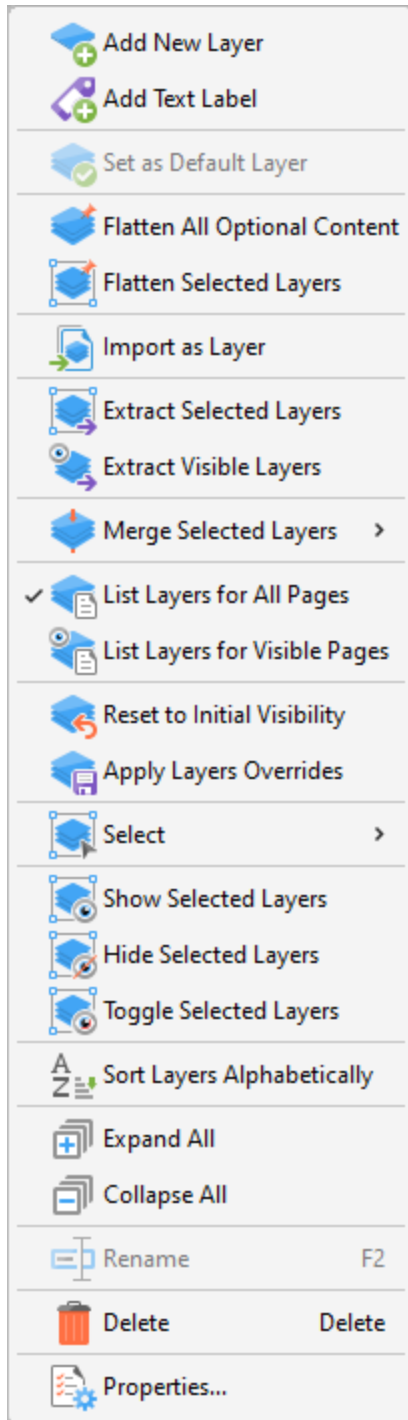 Add New Layer
Add Text Label
Set as Default Layer
Flatten All Optional Content
Flatten Selected Layers
Import as Layer
Extract Selected Layers
Extract Visible Layers
Merge Selected Layers
List Layers for All Pages
List Layers for Visible Pages
Reset to Initial Visibility
Apply Layers Overrides
Select
Show Selected Layers
Hide Selected Layers
Toggle Selected Layers
Sort Layers Alphabetically
Expand All
Collapse All
Rename F2
Delete Delete
Properties...